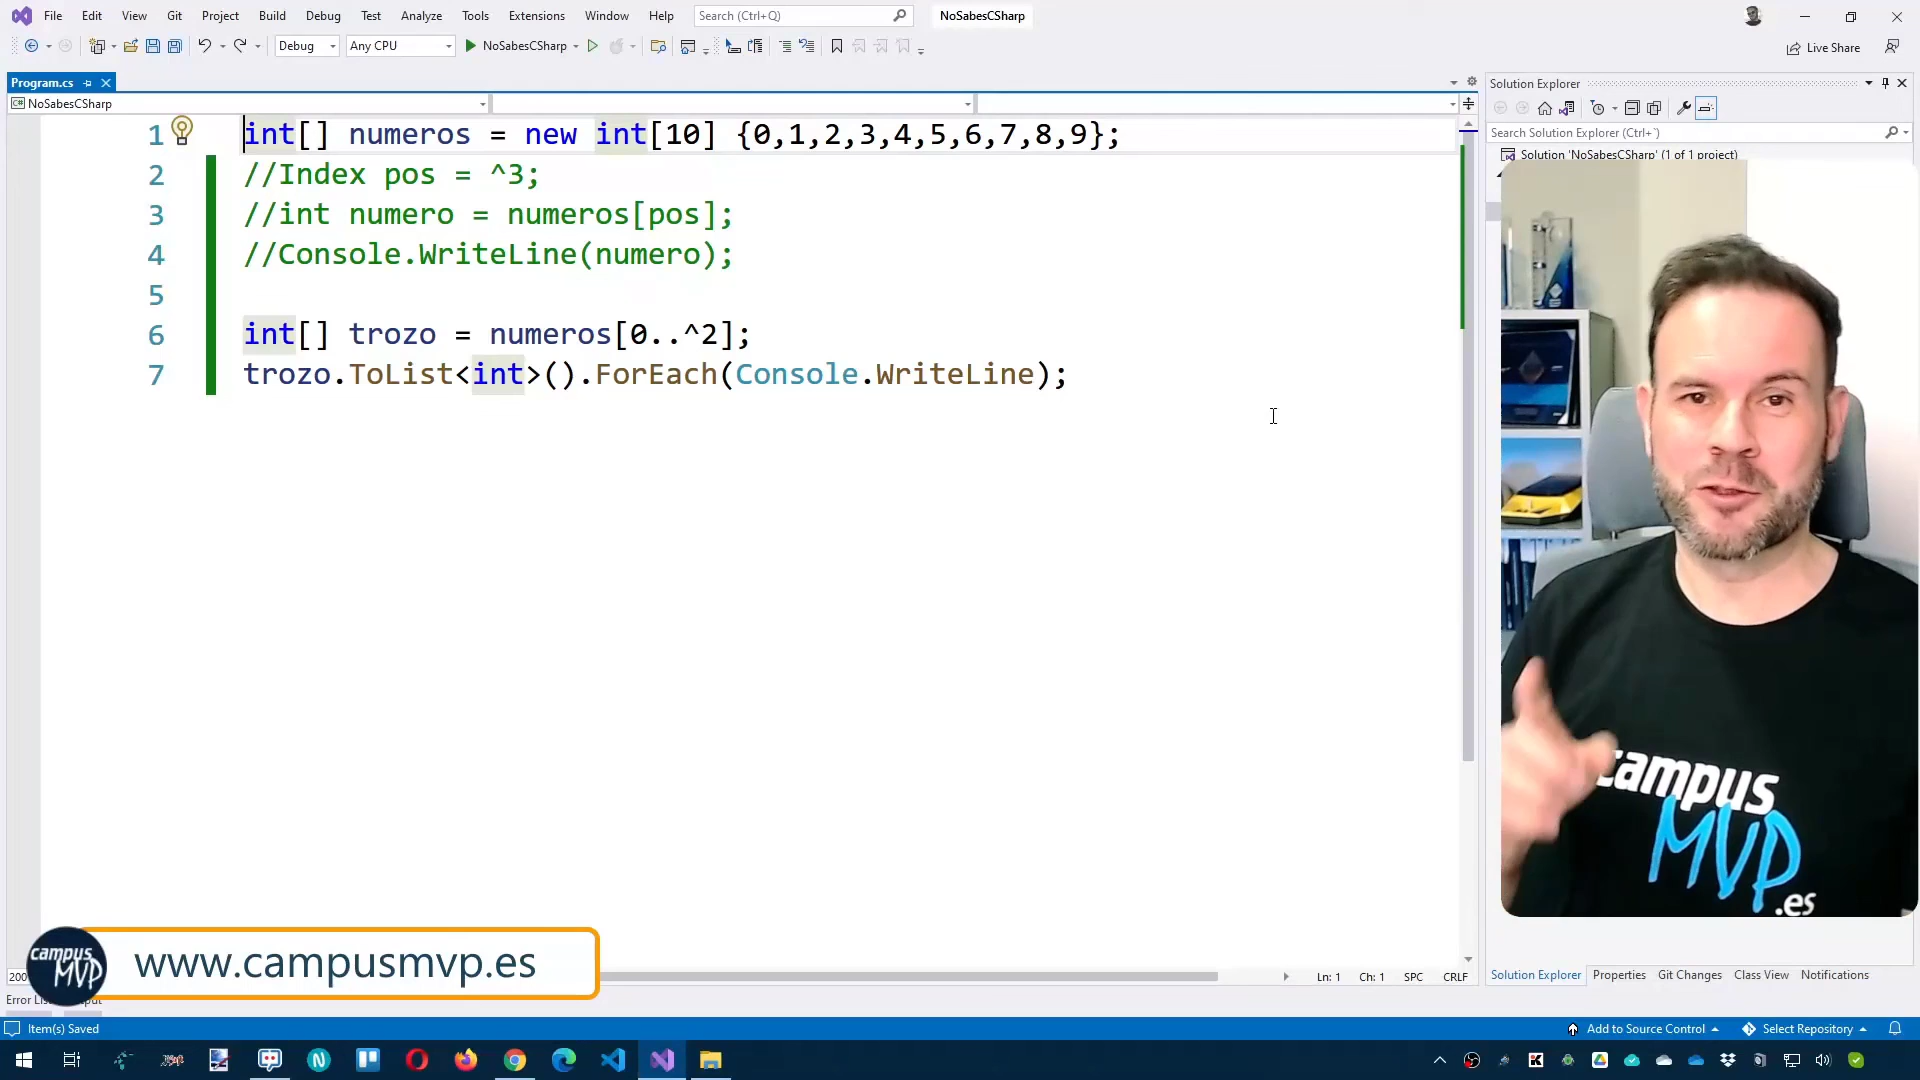 File Edit View Git Project Build Debug Test Analyze Tools Extensions Window Help Search (Ctrl+Q) NoSabesCSharp
Debug Any CPU NoSabesCSharp Live Share
Program.cs
NoSabesCSharp
1 int[] numeros = new int[10] {0,1,2,3,4,5,6,7,8,9};
2 //Index pos = ^3;
3 //int numero = numeros[pos];
4 //Console.WriteLine(numero);
5
6 int[] trozo = numeros[0..^2];
7 trozo.ToList<int>().ForEach(Console.WriteLine);
Solution Explorer
Search Solution Explorer (Ctrl+`)
Solution 'NoSabesCSharp' (1 of 1 project)
campus
MVP
.es
campus
MVP
www.campusmvp.es
200
Ln: 1 Ch: 1 SPC CRLF
Solution Explorer Properties Git Changes Class View Notifications
Error
Item(s) Saved
Add to Source Control Select Repository